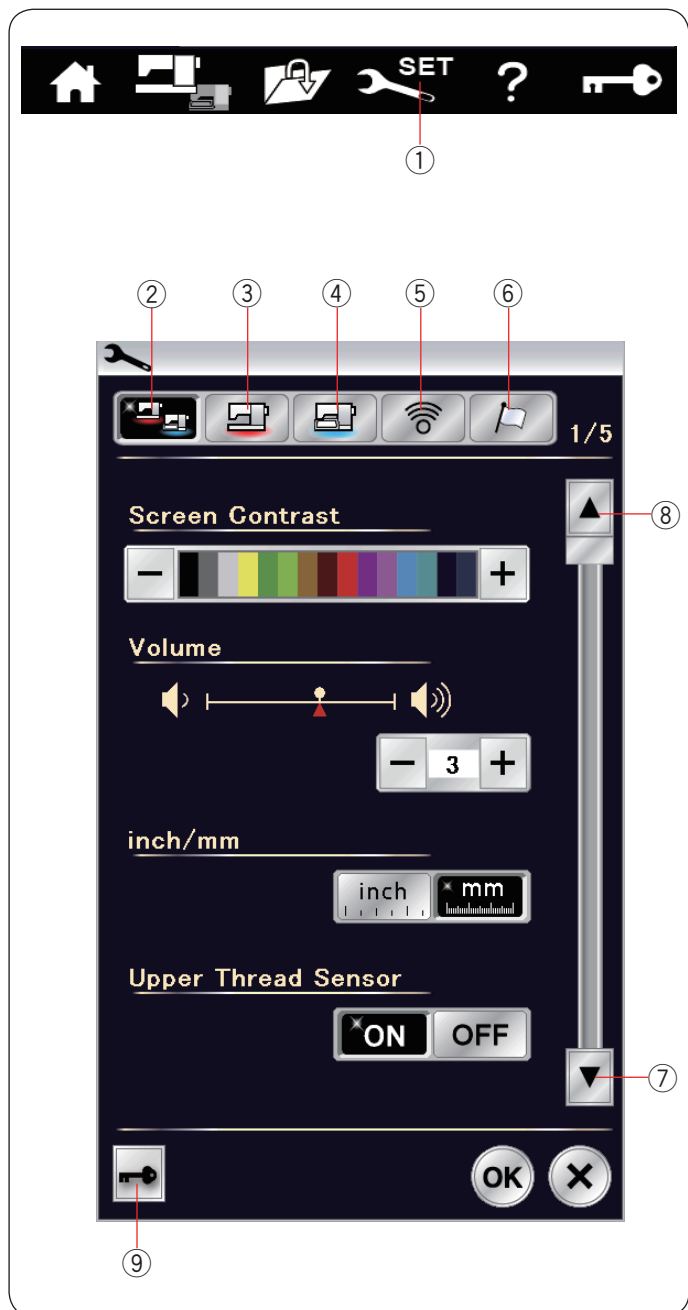 SET ?
①
② ③ ④ ⑤ ⑥
1/5
Screen Contrast
⑧
− +
Volume
− 3 +
inch/mm
inch mm
Upper Thread Sensor
ON OFF
⑦
OK ×
⑨